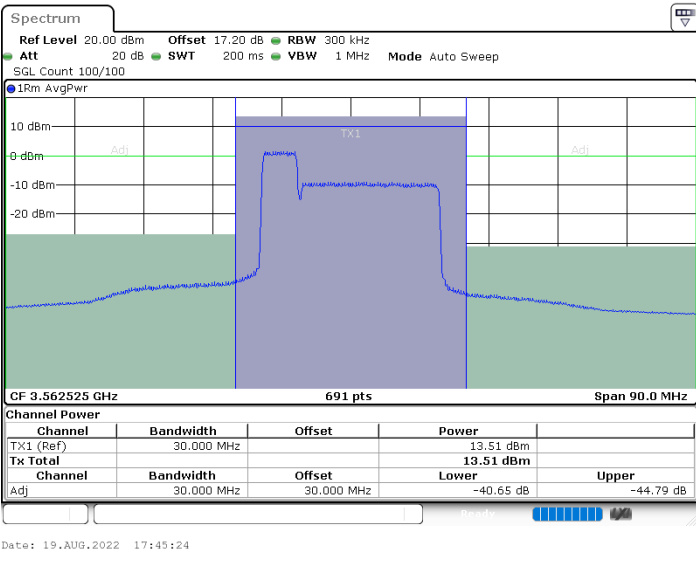 Spectrum
Ref Level 20.00 dBm Offset 17.20 dB RBW 300 kHz
Att 20 dB SWT 200 ms VBW 1 MHz Mode Auto Sweep
SGL Count 100/100
1Rm AvgPwr
10 dBm
TX1
Adj
Adj
0 dBm
-10 dBm
-20 dBm
CF 3.562525 GHz 691 pts Span 90.0 MHz
Channel Power
Channel Bandwidth Offset Power
TX1 (Ref) 30.000 MHz 13.51 dBm
Tx Total 13.51 dBm
Channel Bandwidth Offset Lower Upper
Adj 30.000 MHz 30.000 MHz -40.65 dB -44.79 dB
Ready
Date: 19.AUG.2022 17:45:24